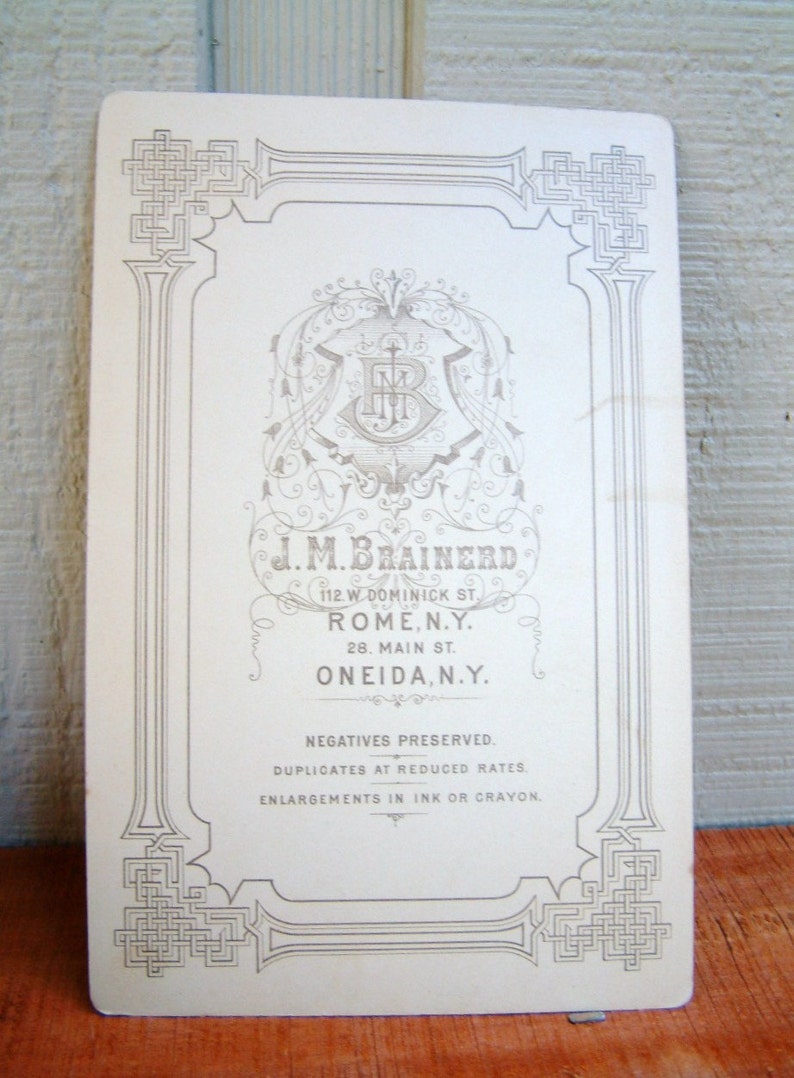 JMB
J. M. BRAINERD
112. W. DOMINICK ST.
ROME, N.Y.
28. MAIN ST.
ONEIDA, N.Y.
NEGATIVES PRESERVED.
DUPLICATES AT REDUCED RATES.
ENLARGEMENTS IN INK OR CRAYON.